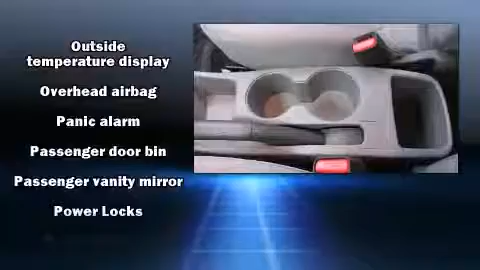 Outside
temperature display
Overhead airbag
Panic alarm
Passenger door bin
Passenger vanity mirror
Power Locks